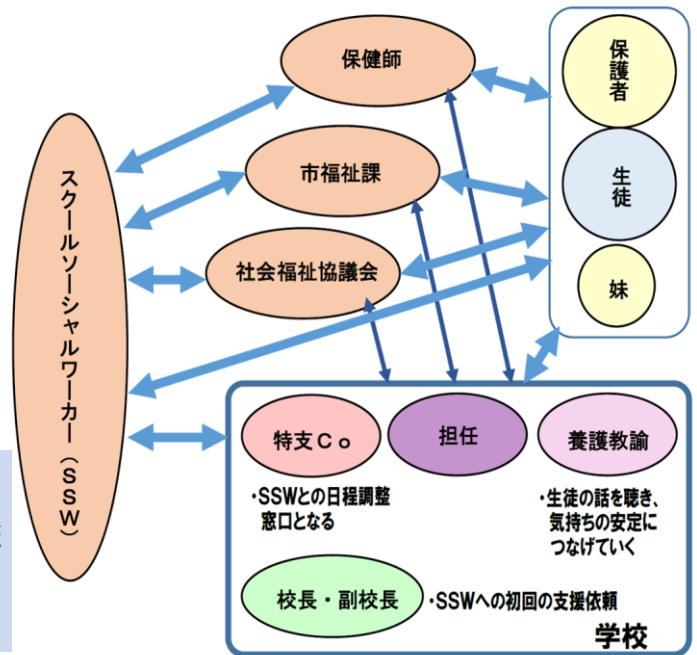 保健師
保護者
市福祉課
生徒
スクールソーシャルワーカー(SSW)
社会福祉協議会
妹
特支Co
担任
養護教諭
・SSWとの日程調整
窓口となる
・生徒の話を聴き、
気持ちの安定に
つなげていく
校長・副校長
・SSWへの初回の支援依頼
学校